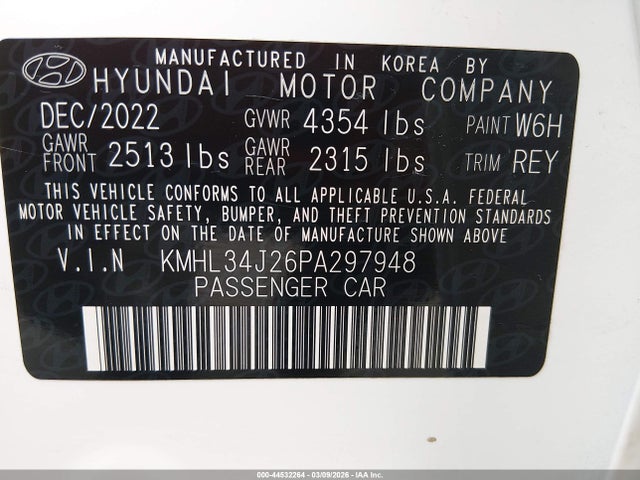 MANUFACTURED IN KOREA BY
HYUNDAI MOTOR COMPANY
DEC/2022 GVWR 4354 lbs PAINT W6H
GAWR FRONT 2513 lbs GAWR REAR 2315 lbs TRIM REY
THIS VEHICLE CONFORMS TO ALL APPLICABLE U.S.A. FEDERAL
MOTOR VEHICLE SAFETY, BUMPER, AND THEFT PREVENTION STANDARDS
IN EFFECT ON THE DATE OF MANUFACTURE SHOWN ABOVE
V.I.N KMHL34J26PA297948
PASSENGER CAR
000-44532264 - 03/09/2026 - IAA Inc.